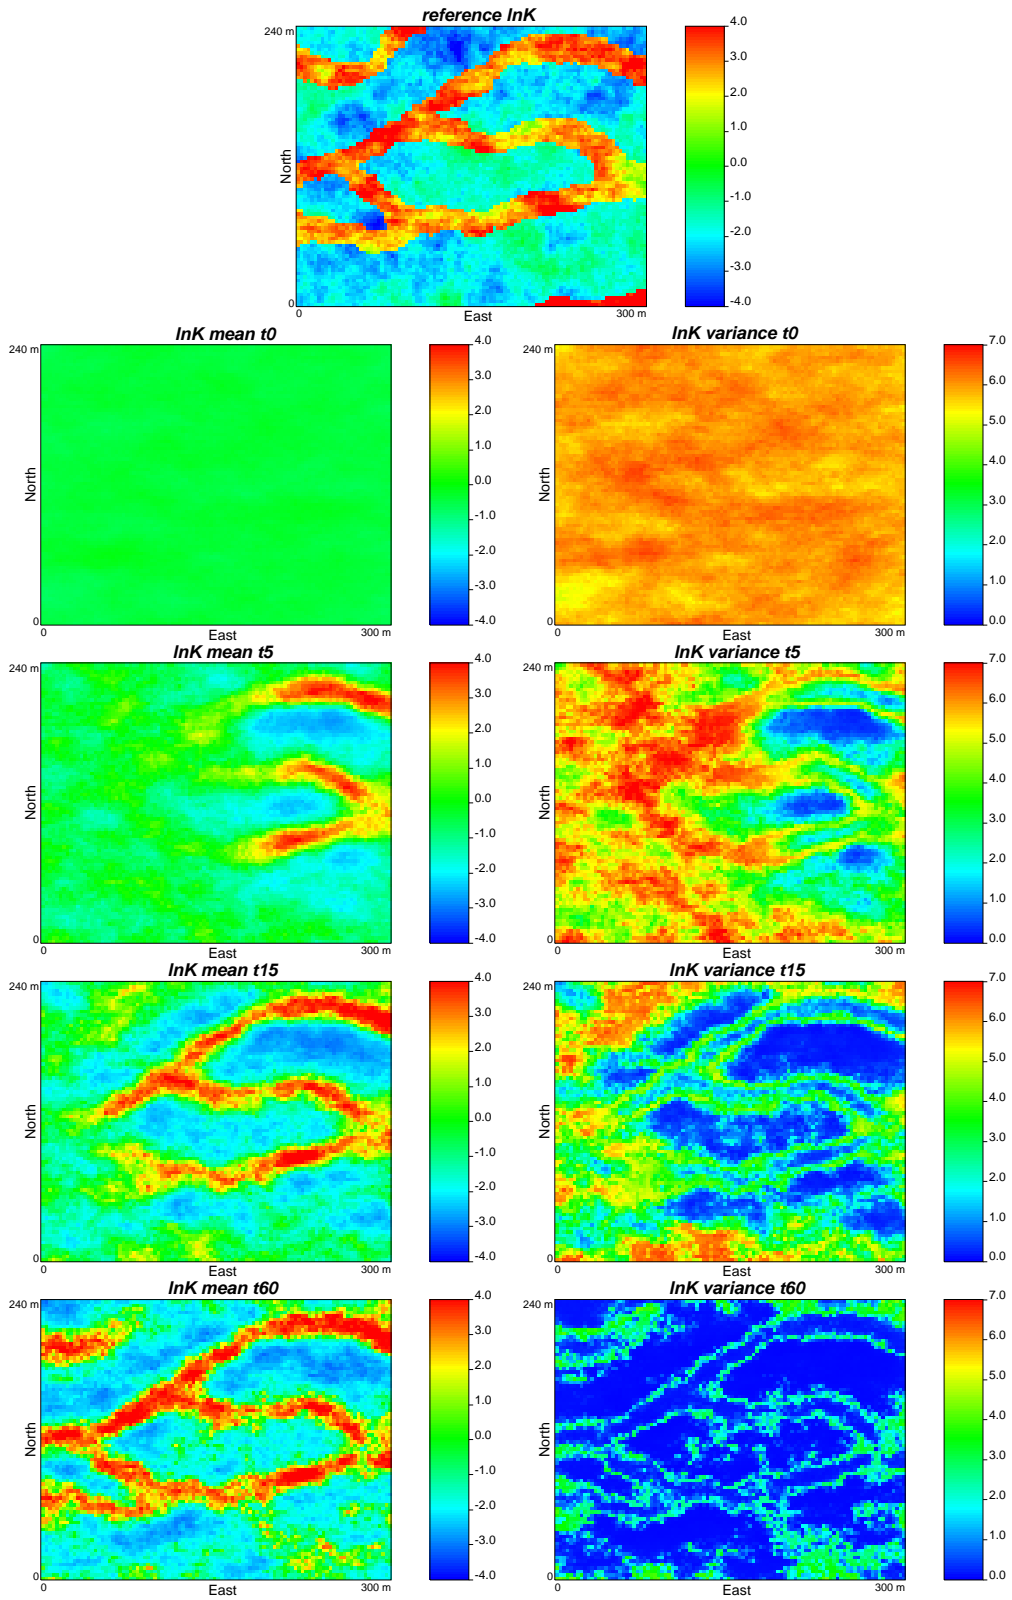 reference lnK
240 m
North
0
0
East
300 m
4.0
3.0
2.0
1.0
0.0
-1.0
-2.0
-3.0
-4.0
lnK mean t0
240 m
North
0
0
East
300 m
4.0
3.0
2.0
1.0
0.0
-1.0
-2.0
-3.0
-4.0
lnK variance t0
240 m
North
0
0
East
300 m
7.0
6.0
5.0
4.0
3.0
2.0
1.0
0.0
lnK mean t5
240 m
North
0
0
East
300 m
4.0
3.0
2.0
1.0
0.0
-1.0
-2.0
-3.0
-4.0
lnK variance t5
240 m
North
0
0
East
300 m
7.0
6.0
5.0
4.0
3.0
2.0
1.0
0.0
lnK mean t15
240 m
North
0
0
East
300 m
4.0
3.0
2.0
1.0
0.0
-1.0
-2.0
-3.0
-4.0
lnK variance t15
240 m
North
0
0
East
300 m
7.0
6.0
5.0
4.0
3.0
2.0
1.0
0.0
lnK mean t60
240 m
North
0
0
East
300 m
4.0
3.0
2.0
1.0
0.0
-1.0
-2.0
-3.0
-4.0
lnK variance t60
240 m
North
0
0
East
300 m
7.0
6.0
5.0
4.0
3.0
2.0
1.0
0.0